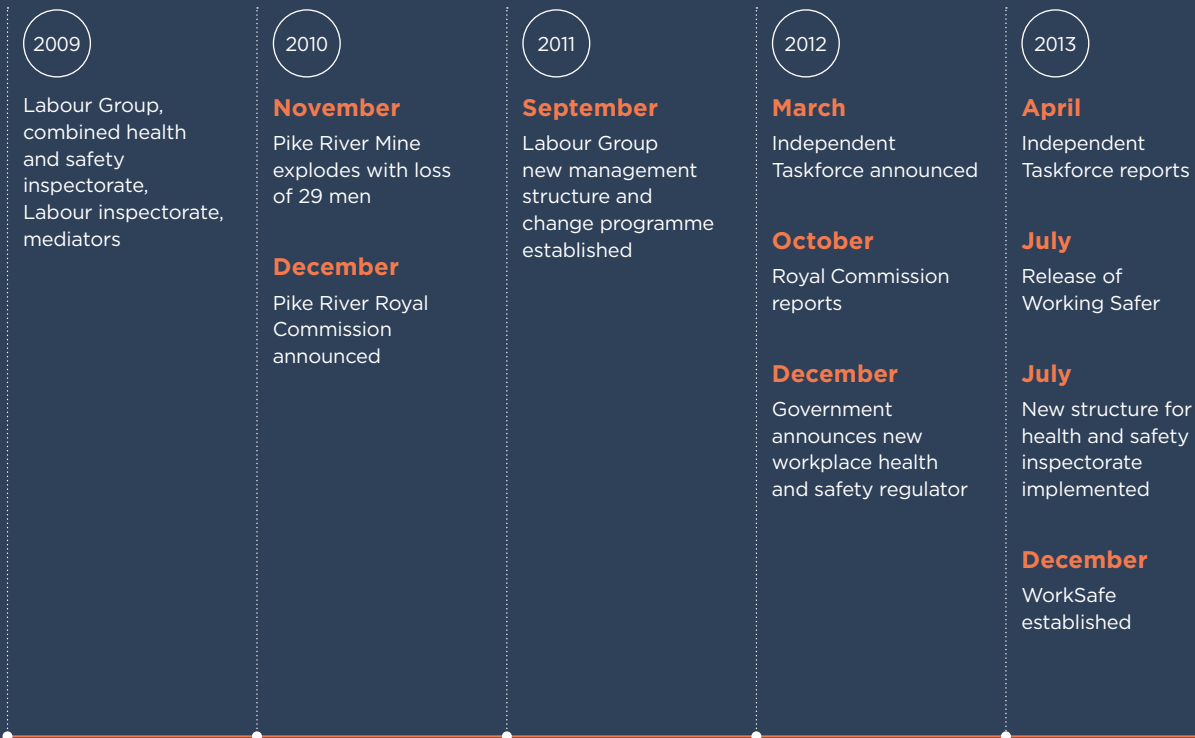 2009
Labour Group,
combined health
and safety
inspectorate,
Labour inspectorate,
mediators
2010
November
Pike River Mine
explodes with loss
of 29 men
December
Pike River Royal
Commission
announced
2011
September
Labour Group
new management
structure and
change programme
established
2012
March
Independent
Taskforce announced
October
Royal Commission
reports
December
Government
announces new
workplace health
and safety regulator
2013
April
Independent
Taskforce reports
July
Release of
Working Safer
July
New structure for
health and safety
inspectorate
implemented
December
WorkSafe
established